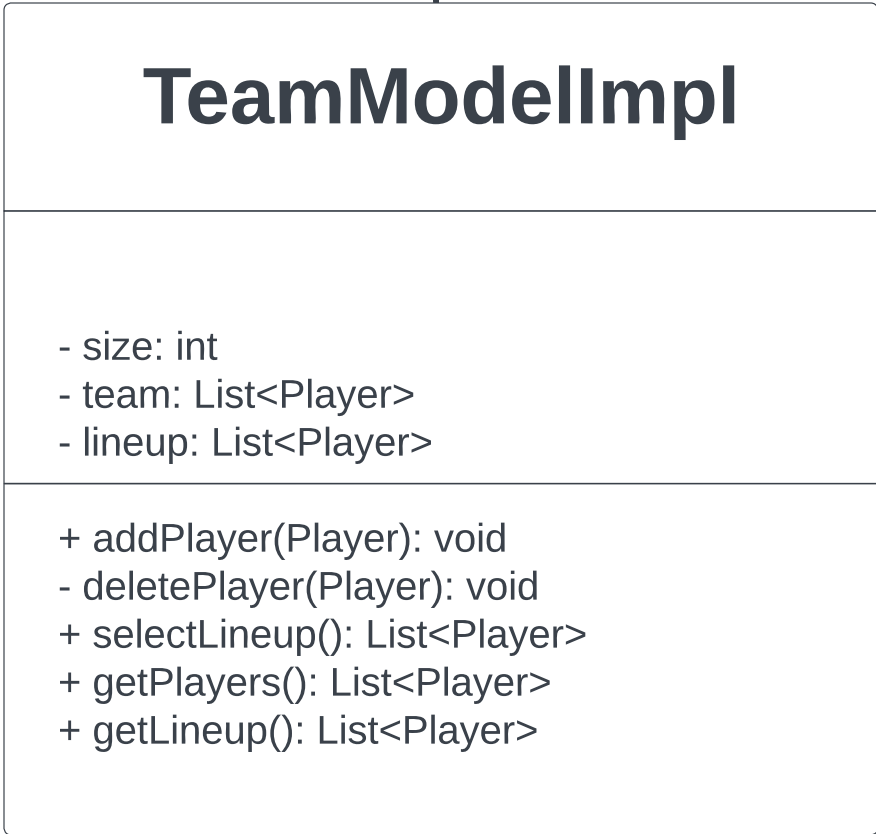 TeamModelImpl
- size: int
- team: List<Player>
- lineup: List<Player>
+ addPlayer(Player): void
- deletePlayer(Player): void
+ selectLineup(): List<Player>
+ getPlayers(): List<Player>
+ getLineup(): List<Player>